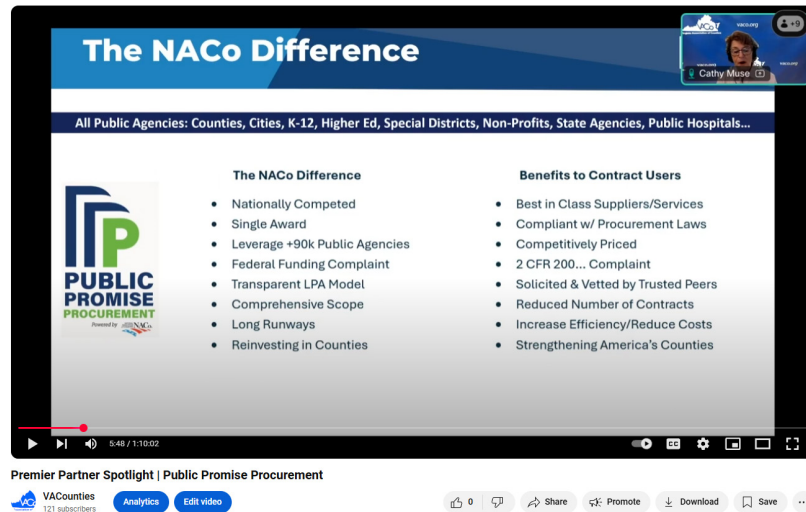 The NACo Difference
VACo
vaco.org
+9
Cathy Muse
All Public Agencies: Counties, Cities, K-12, Higher Ed, Special Districts, Non-Profits, State Agencies, Public Hospitals...
The NACo Difference
Nationally Competed
Single Award
Leverage +90k Public Agencies
Federal Funding Complaint
Transparent LPA Model
Comprehensive Scope
Long Runways
Reinvesting in Counties
Benefits to Contract Users
Best in Class Suppliers/Services
Compliant w/ Procurement Laws
Competitively Priced
2 CFR 200... Complaint
Solicited & Vetted by Trusted Peers
Reduced Number of Contracts
Increase Efficiency/Reduce Costs
Strengthening America's Counties
P
PUBLIC
PROMISE
PROCUREMENT
Powered by NACo
5:48 / 1:10:02
CC
Premier Partner Spotlight | Public Promise Procurement
VACounties
121 subscribers
Analytics
Edit video
0
Share
Promote
Download
Save